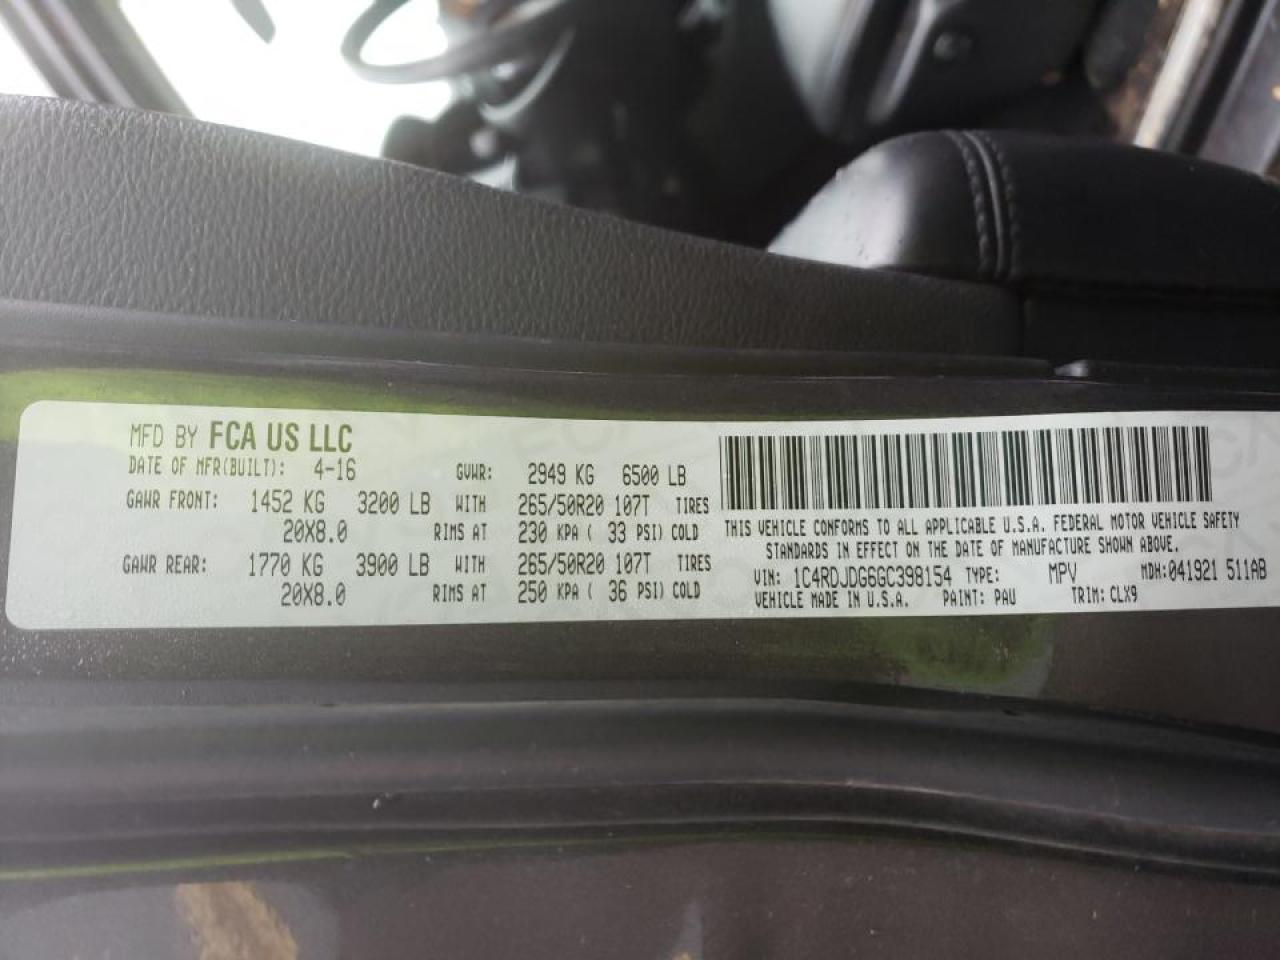 MFD BY FCA US LLC
DATE OF MFR(BUILT): 4-16 GVWR: 2949 KG 6500 LB
GAWR FRONT: 1452 KG 3200 LB WITH 265/50R20 107T TIRES
20X8.0 RIMS AT 230 KPA ( 33 PSI) COLD
GAWR REAR: 1770 KG 3900 LB WITH 265/50R20 107T TIRES
20X8.0 RIMS AT 250 KPA ( 36 PSI) COLD
THIS VEHICLE CONFORMS TO ALL APPLICABLE U.S.A. FEDERAL MOTOR VEHICLE SAFETY
STANDARDS IN EFFECT ON THE DATE OF MANUFACTURE SHOWN ABOVE.
VIN: 1C4RDJDG6GC398154 TYPE: MPV MDH:041921 511AB
VEHICLE MADE IN U.S.A. PAINT: PAU TRIM: CLX9